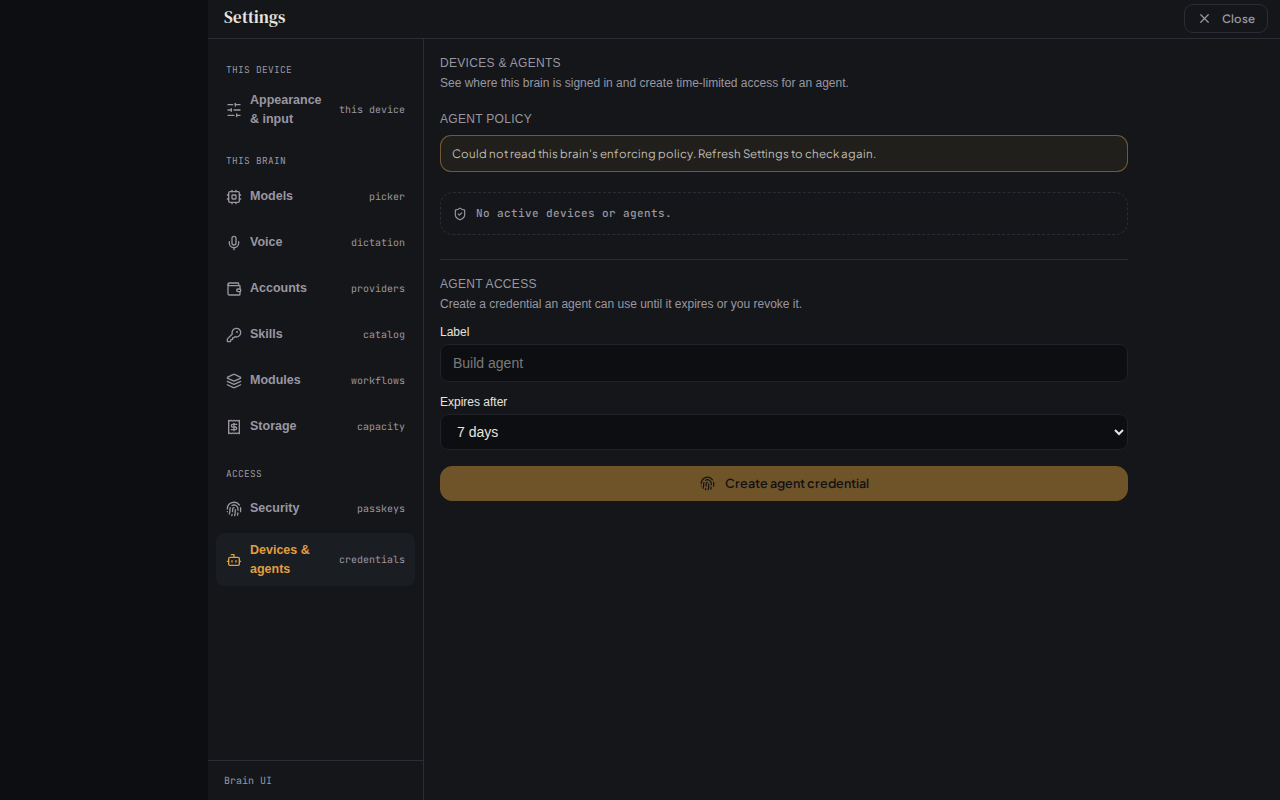 Settings
Close
THIS DEVICE
Appearance
& input
this device
THIS BRAIN
Models
picker
Voice
dictation
Accounts
providers
Skills
catalog
Modules
workflows
Storage
capacity
ACCESS
Security
passkeys
Devices &
agents
credentials
Brain UI
DEVICES & AGENTS
See where this brain is signed in and create time-limited access for an agent.
AGENT POLICY
Could not read this brain's enforcing policy. Refresh Settings to check again.
No active devices or agents.
AGENT ACCESS
Create a credential an agent can use until it expires or you revoke it.
Label
Build agent
Expires after
7 days
Create agent credential